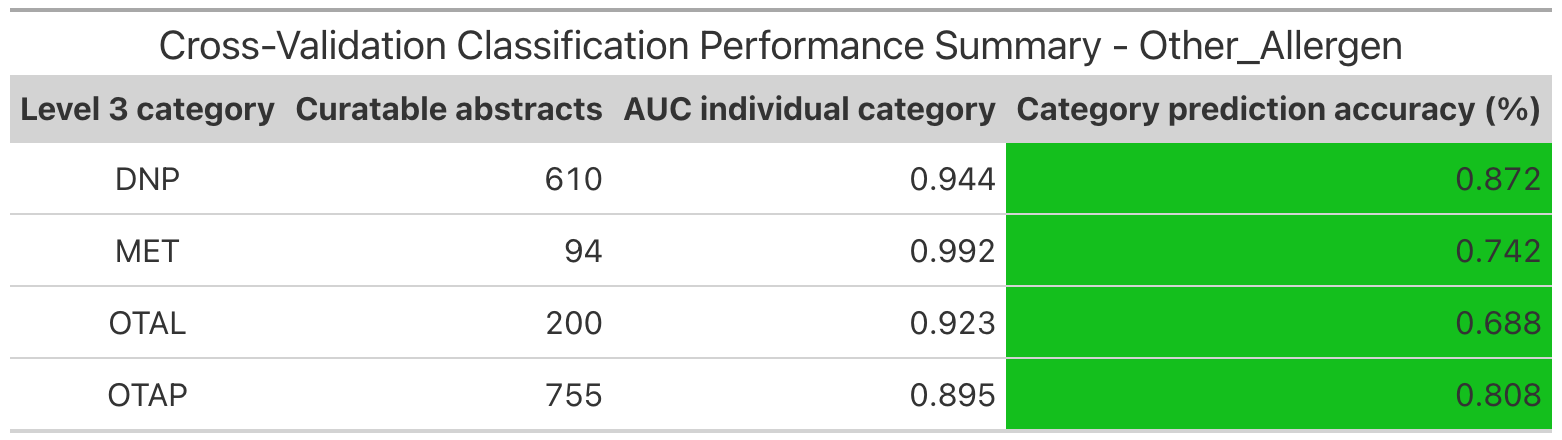 Cross-Validation Classification Performance Summary - Other_Allergen
Level 3 category Curatable abstracts AUC individual category Category prediction accuracy (%)
DNP 610 0.944 0.872
MET 94 0.992 0.742
OTAL 200 0.923 0.688
OTAP 755 0.895 0.808